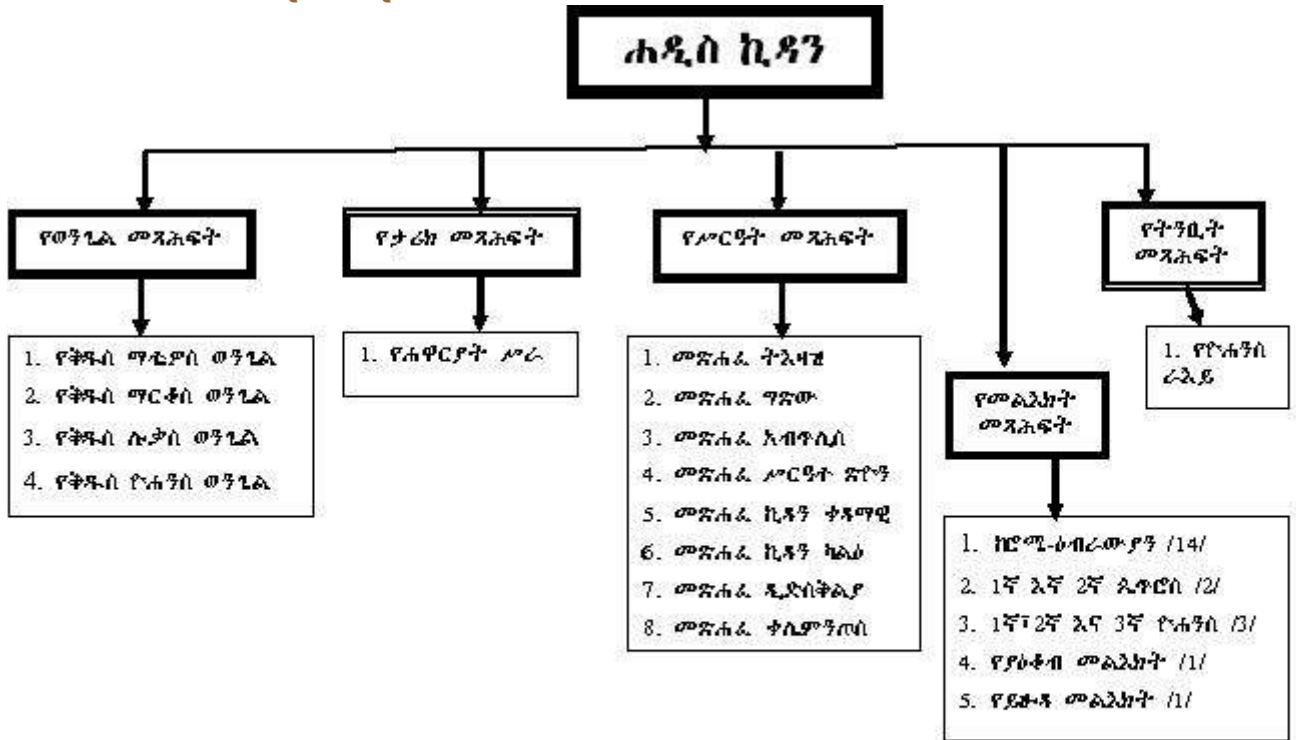 ሐዲስ ኪዳን
የወንጌል መጻሕፍት
1. የቅዱስ ማቴዎስ ወንጌል
2. የቅዱስ ማርቆስ ወንጌል
3. የቅዱስ ሉቃስ ወንጌል
4. የቅዱስ ዮሐንስ ወንጌል
የታሪክ መጻሕፍት
1. የሐዋርያት ሥራ
የሥርዓት መጻሕፍት
1. መጽሐፈ ትእዛዝ
2. መጽሐፈ ግጽው
3. መጽሐፈ አብጥሊስ
4. መጽሐፈ ሥርዓት ጽዮን
5. መጽሐፈ ኪዳን ቀዳማዊ
6. መጽሐፈ ኪዳን ካልዕ
7. መጽሐፈ ዲድስቅልያ
8. መጽሐፈ ቀሌምንጦስ
የመልእክት
መጻሕፍት
1. ከሮሜ-ዕብራውያን /14/
2. 1ኛ እኛ 2ኛ ጴጥሮስ /2/
3. 1ኛ፣2ኛ እና 3ኛ ዮሐንስ /3/
4. የያዕቆብ መልእክት /1/
5. የይሁዳ መልእክት /1/
የትንቢት
መጻሕፍት
1. የዮሐንስ
ራእይ